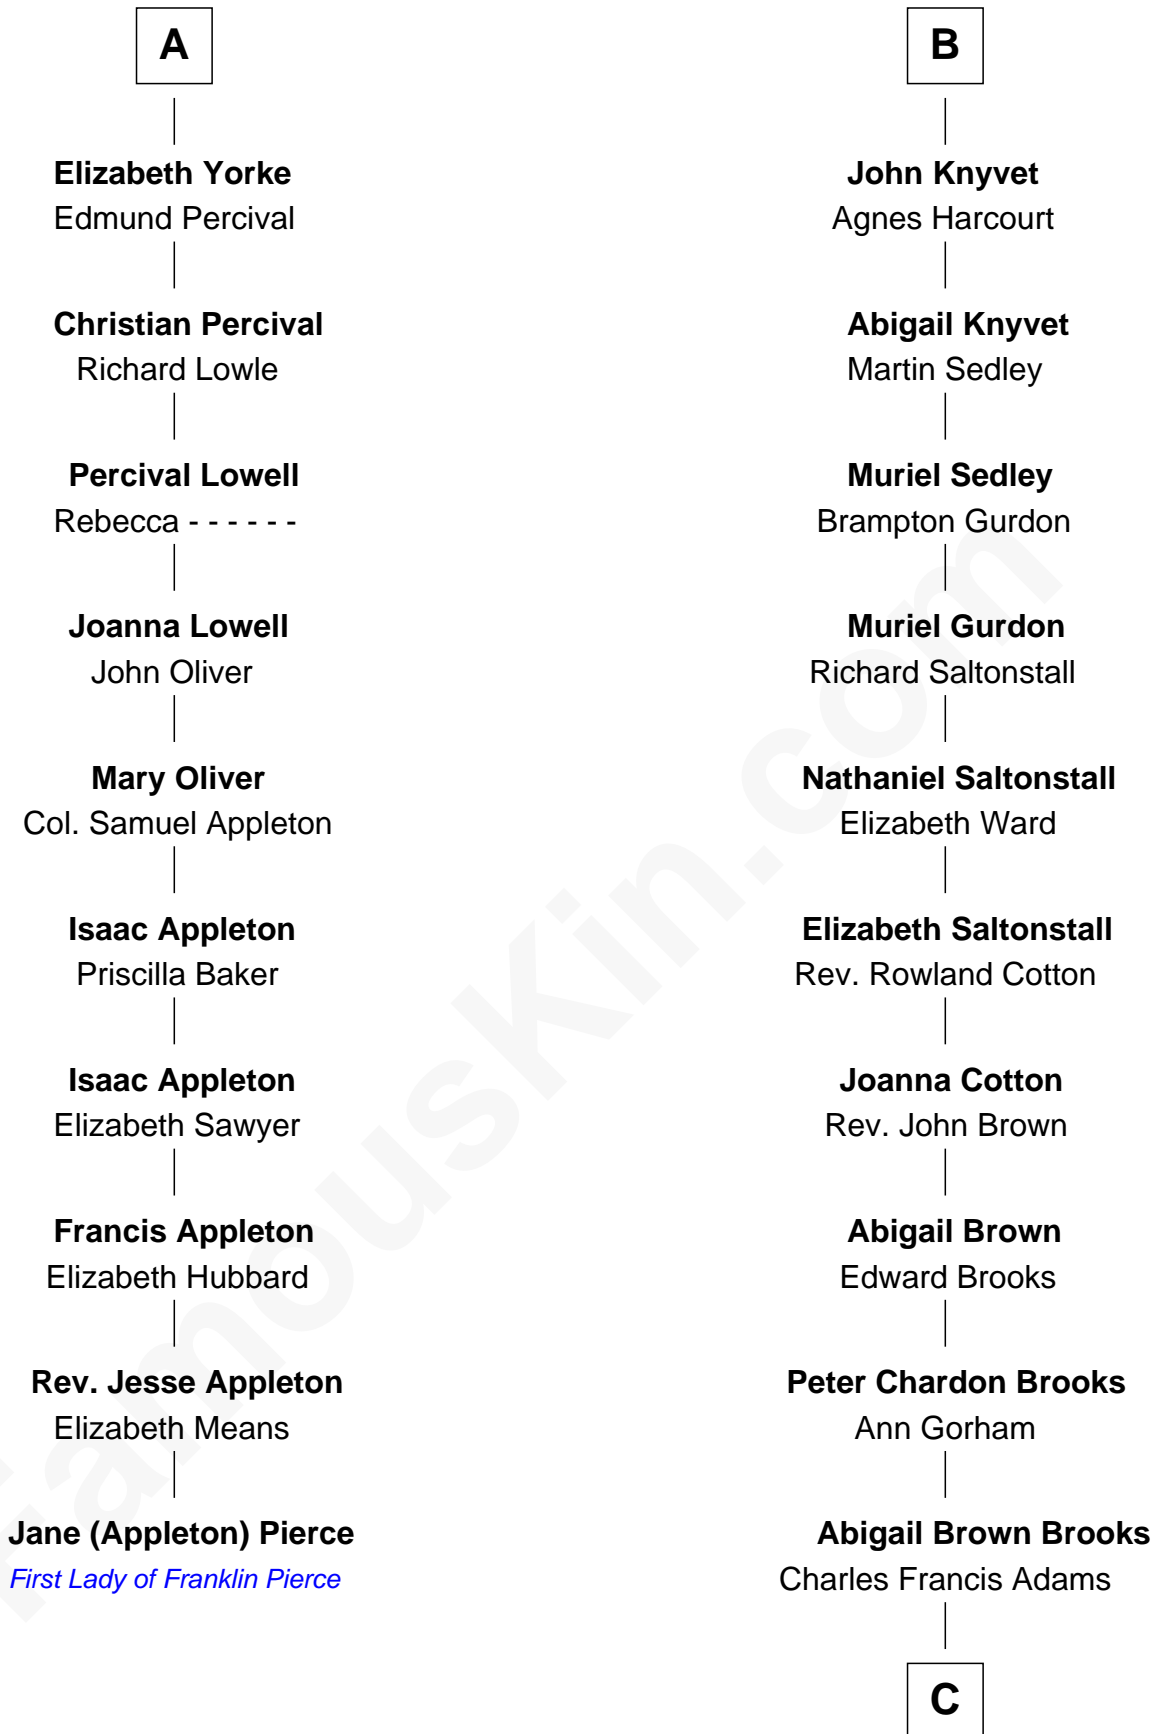 A
Elizabeth Yorke
Edmund Percival
Christian Percival
Richard Lowle
Percival Lowell
Rebecca - - - - - -
Joanna Lowell
John Oliver
Mary Oliver
Col. Samuel Appleton
Isaac Appleton
Priscilla Baker
Isaac Appleton
Elizabeth Sawyer
Francis Appleton
Elizabeth Hubbard
Rev. Jesse Appleton
Elizabeth Means
Jane (Appleton) Pierce
First Lady of Franklin Pierce
B
John Knyvet
Agnes Harcourt
Abigail Knyvet
Martin Sedley
Muriel Sedley
Brampton Gurdon
Muriel Gurdon
Richard Saltonstall
Nathaniel Saltonstall
Elizabeth Ward
Elizabeth Saltonstall
Rev. Rowland Cotton
Joanna Cotton
Rev. John Brown
Abigail Brown
Edward Brooks
Peter Chardon Brooks
Ann Gorham
Abigail Brown Brooks
Charles Francis Adams
C
FamousKin.com